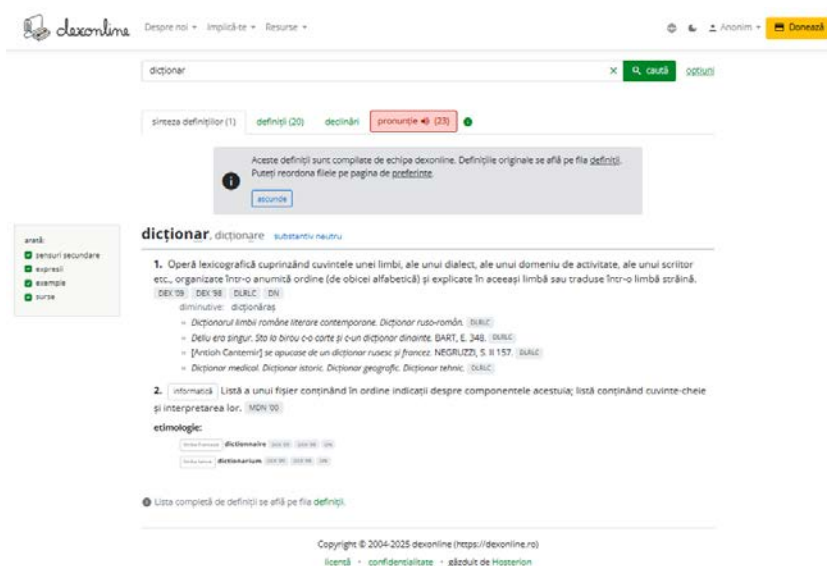 dexonline Despre noi Implică-te Resurse Anonim Donează
dicționar caută opțiuni
sinteza definițiilor (1) definiții (20) declinări pronunție (23)
Aceste definiții sunt compilate de echipa dexonline. Definițiile originale se află pe fila definiții.
Puteți reordona filele pe pagina de preferințe.
ascunde
arată:
sensuri secundare
expresii
exemple
surse
dicționar, dicționare substantiv neutru
1. Operă lexicografică cuprinzând cuvintele unei limbi, ale unui dialect, ale unui domeniu de activitate, ale unui scriitor
etc., organizate într-o anumită ordine (de obicei alfabetică) și explicate în aceeași limbă sau traduse într-o limbă străină.
DEX '09 DEX '98 DLRLC DN
diminutive: dicționăraș
Dicționarul limbii române literare contemporane. Dicționar ruso-român. DLRLC
Deliu era singur. Sta la birou c-o carte și c-un dicționar dinainte. BART, E. 348. DLRLC
[Antioh Cantemir] se apucase de un dicționar rusesc și francez. NEGRUZZI, S. II 157. DLRLC
Dicționar medical. Dicționar istoric. Dicționar geografic. Dicționar tehnic. DLRLC
2. informatică Listă a unui fișier conținând în ordine indicații despre componentele acestuia; listă conținând cuvinte-cheie
și interpretarea lor. MDN '00
etimologie:
limba franceză dictionnaire DEX '09 DEX '98 DN
limba latină dictionarium DEX '09 DEX '98 DN
Lista completă de definiții se află pe fila definiții.
Copyright © 2004-2025 dexonline (https://dexonline.ro)
licență • confidențialitate • găzduit de Hosterion